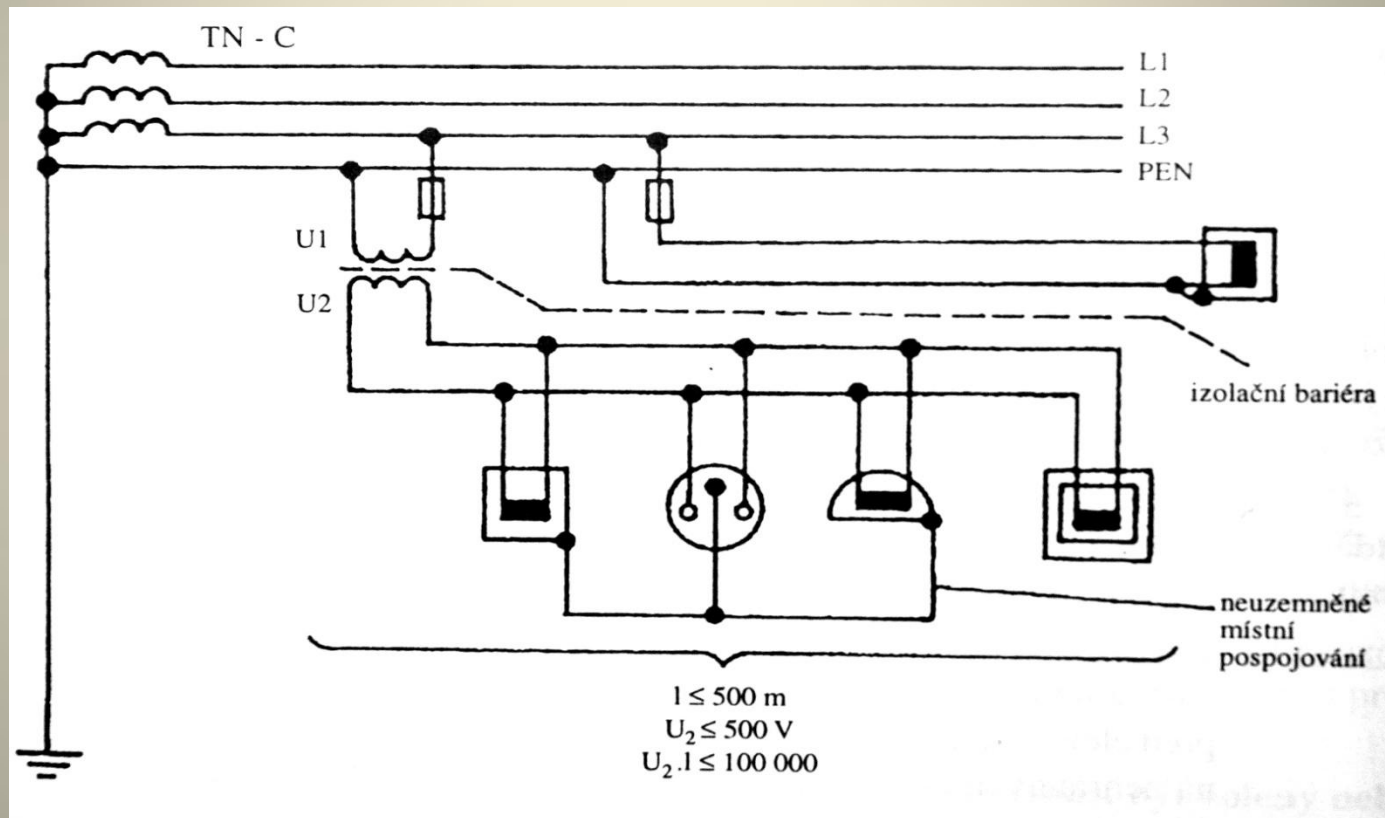 TN - C
L1
L2
L3
PEN
U1
U2
izolační bariéra
neuzemněné
místní
pospojování
l ≤ 500 m
U₂ ≤ 500 V
U₂.l ≤ 100 000